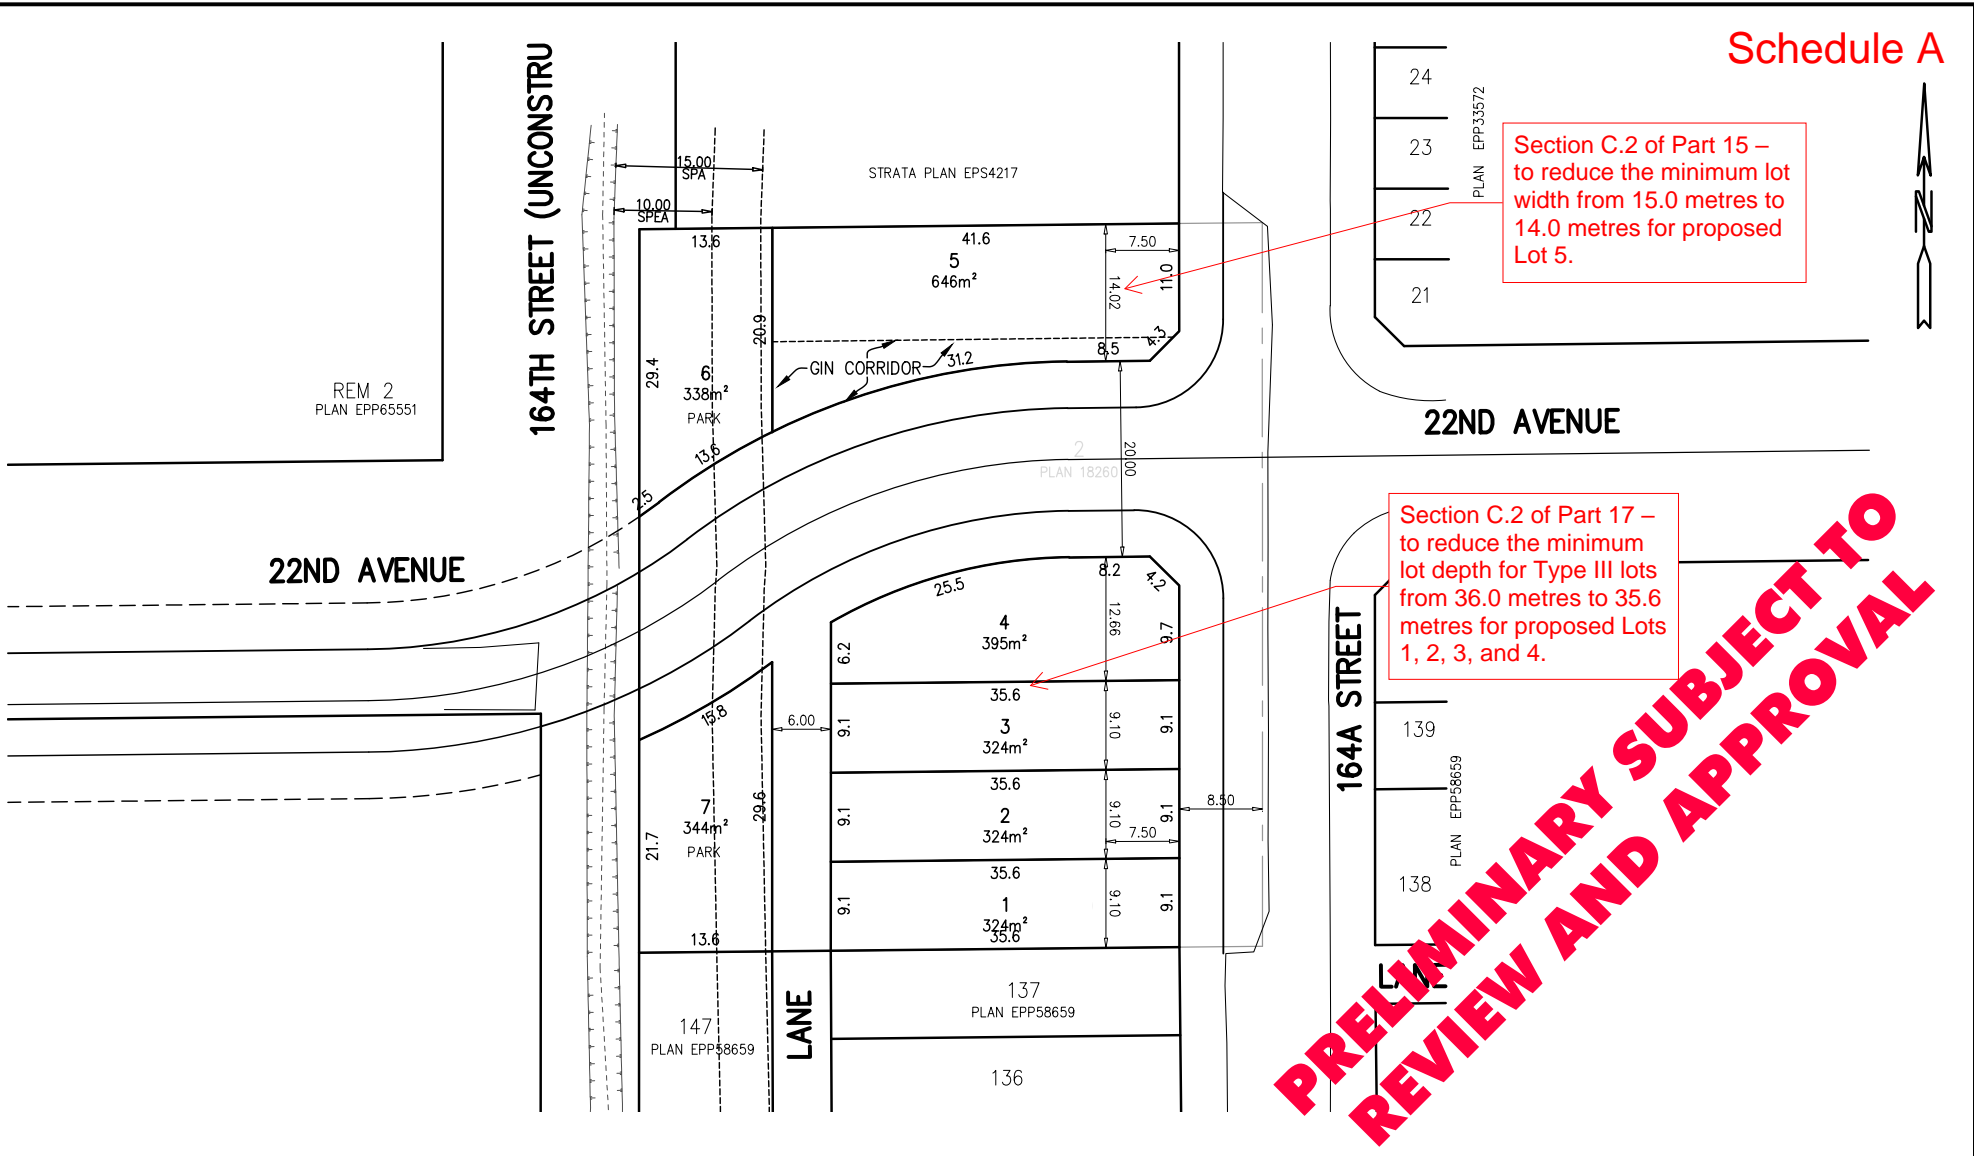 Schedule A
164TH STREET (UNCONSTRU
24
23
22
21
PLAN EPP33572
Section C.2 of Part 15 –
to reduce the minimum lot
width from 15.0 metres to
14.0 metres for proposed
Lot 5.
N
15.00
SPA
10.00
SPEA
STRATA PLAN EPS4217
13.6
41.6
5
646m²
7.50
14.02
11.0
4.3
8.5
31.2
20.9
GIN CORRIDOR
29.4
6
338m²
PARK
13.6
2.5
REM 2
PLAN EPP65551
22ND AVENUE
2
PLAN 18260
20.00
22ND AVENUE
Section C.2 of Part 17 –
to reduce the minimum
lot depth for Type III lots
from 36.0 metres to 35.6
metres for proposed Lots
1, 2, 3, and 4.
25.5
8.2
4.2
4
395m²
12.66
9.7
6.2
35.6
3
324m²
9.1
9.10
9.1
6.00
15.8
35.6
2
324m²
9.1
9.10
9.1
7.50
8.50
7
344m²
PARK
21.7
29.6
35.6
1
324m²
35.6
9.1
9.10
9.1
13.6
164A STREET
139
138
PLAN EPP58659
LANE
137
PLAN EPP58659
147
PLAN EPP58659
LANE
136
PRELIMINARY SUBJECT TO
REVIEW AND APPROVAL